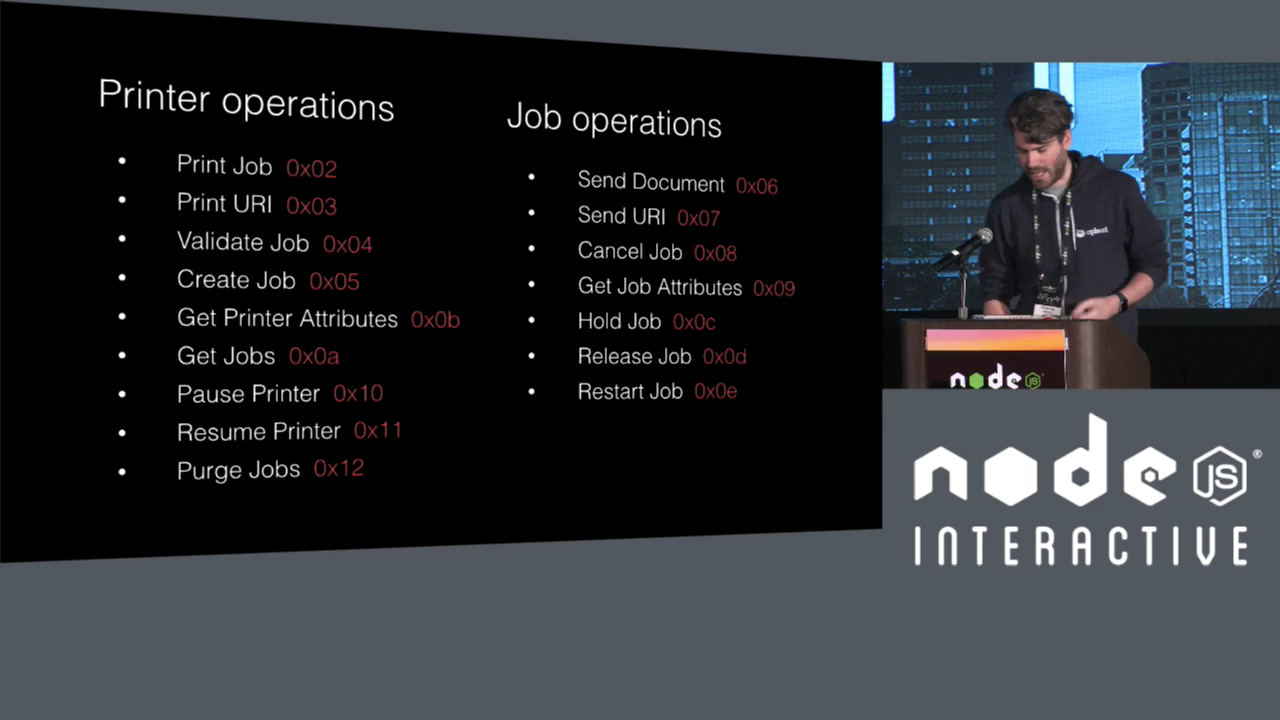 Printer operations
Print Job 0x02
Print URI 0x03
Validate Job 0x04
Create Job 0x05
Get Printer Attributes 0x0b
Get Jobs 0x0a
Pause Printer 0x10
Resume Printer 0x11
Purge Jobs 0x12
Job operations
Send Document 0x06
Send URI 0x07
Cancel Job 0x08
Get Job Attributes 0x09
Hold Job 0x0c
Release Job 0x0d
Restart Job 0x0e
opbeat
node JS
node JS ®
INTERACTIVE